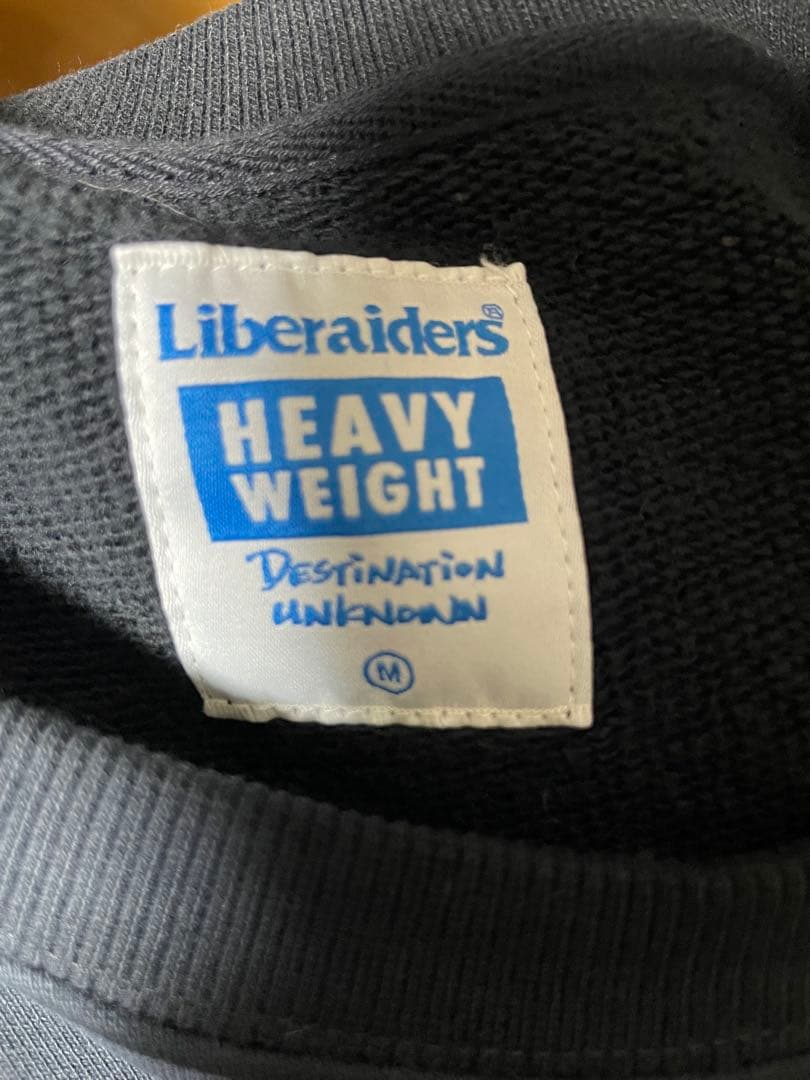 Liberaiders®
HEAVY
WEIGHT
DESTiNATiON
UNKNOWN
M